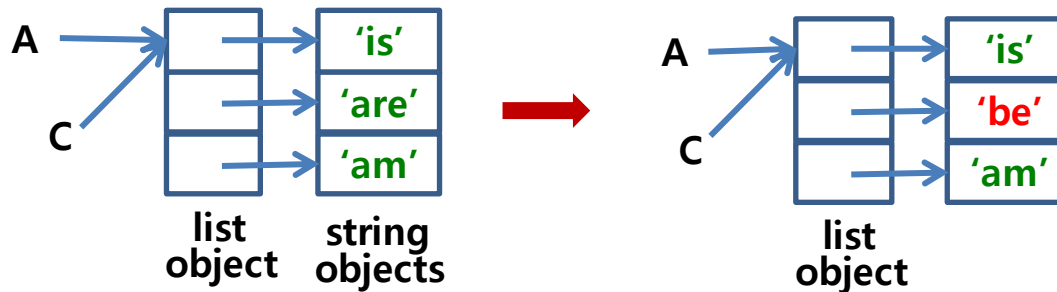 A
C
‘is’
‘are’
‘am’
list
object
string
objects
A
C
‘is’
‘be’
‘am’
list
object